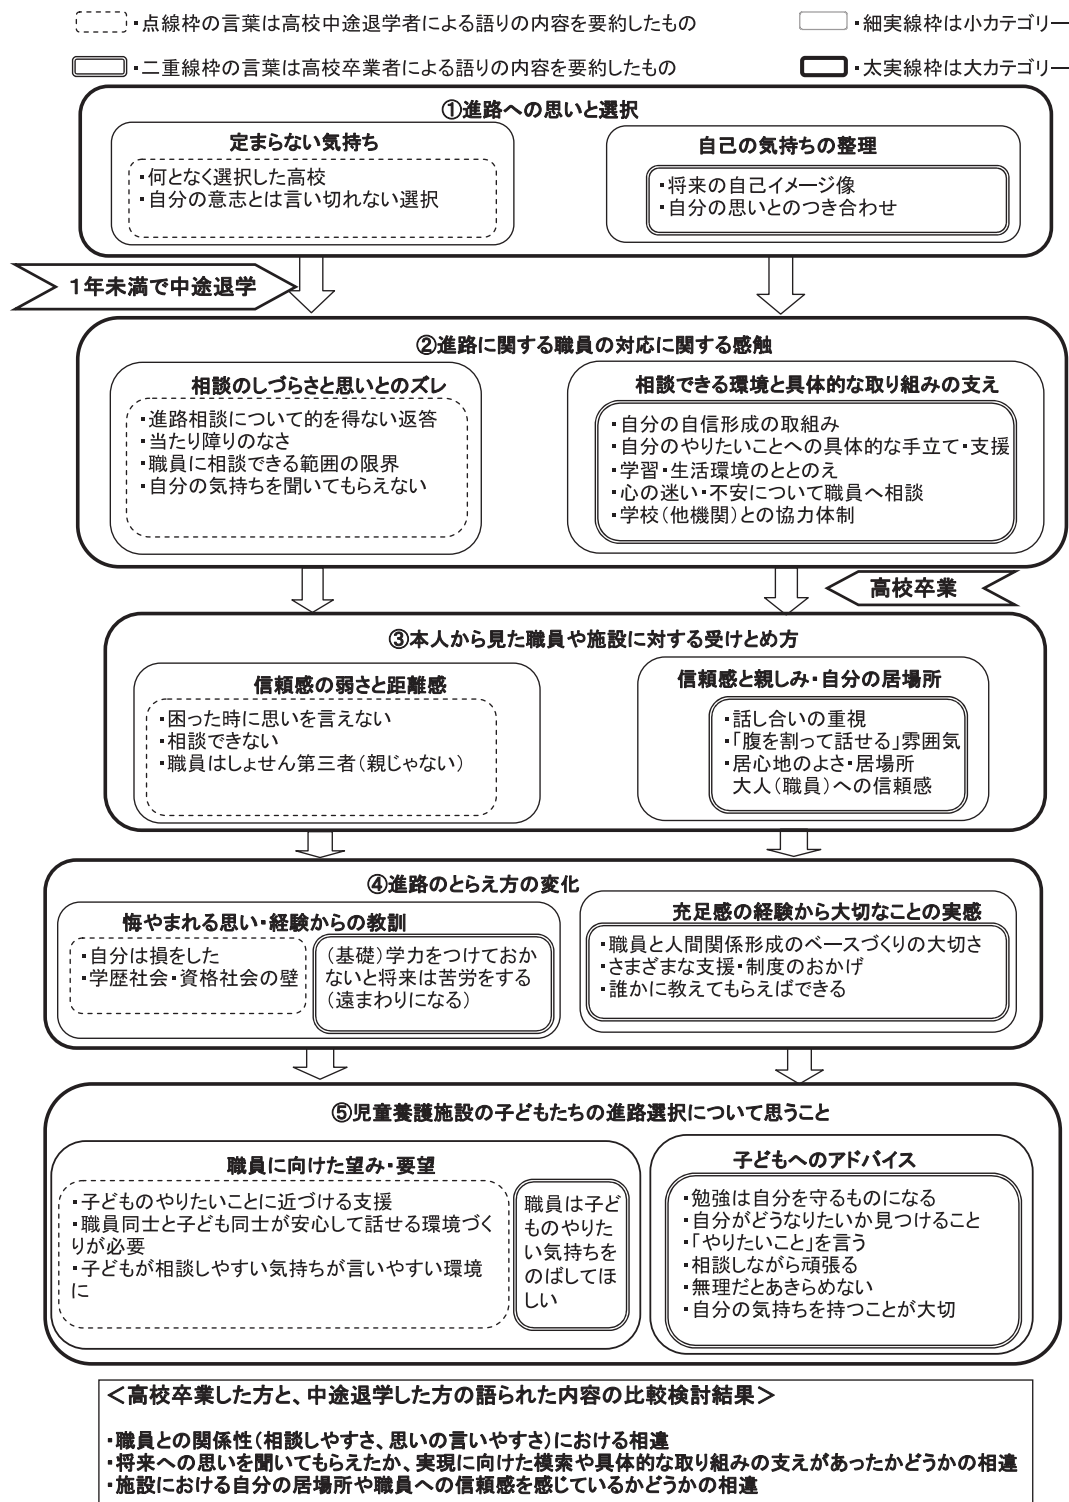 ・点線枠の言葉は高校中途退学者による語りの内容を要約したもの
・細実線枠は小カテゴリー
・二重線枠の言葉は高校卒業者による語りの内容を要約したもの
・太実線枠は大カテゴリー
①進路への思いと選択
定まらない気持ち
・何となく選択した高校
・自分の意志とは言い切れない選択
自己の気持ちの整理
・将来の自己イメージ像
・自分の思いとのつき合わせ
1年未満で中途退学
②進路に関する職員の対応に関する感触
相談のしづらさと思いとのズレ
・進路相談について的を得ない返答
・当たり障りのなさ
・職員に相談できる範囲の限界
・自分の気持ちを聞いてもらえない
相談できる環境と具体的な取り組みの支え
・自分の自信形成の取組み
・自分のやりたいことへの具体的な手立て・支援
・学習・生活環境のととのえ
・心の迷い・不安について職員へ相談
・学校(他機関)との協力体制
高校卒業
③本人から見た職員や施設に対する受けとめ方
信頼感の弱さと距離感
・困った時に思いを言えない
・相談できない
・職員はしょせん第三者(親じゃない)
信頼感と親しみ・自分の居場所
・話し合いの重視
・「腹を割って話せる」雰囲気
・居心地のよさ・居場所
大人(職員)への信頼感
④進路のとらえ方の変化
悔やまれる思い・経験からの教訓
・自分は損をした
・学歴社会・資格社会の壁
(基礎)学力をつけておか
ないと将来は苦労をする
(遠まわりになる)
充足感の経験から大切なことの実感
・職員と人間関係形成のベースづくりの大切さ
・さまざまな支援・制度のおかげ
・誰かに教えてもらえばできる
⑤児童養護施設の子どもたちの進路選択について思うこと
職員に向けた望み・要望
・子どものやりたいことに近づける支援
・職員同士と子ども同士が安心して話せる環境づく
りが必要
・子どもが相談しやすい気持ちが言いやすい環境
に
職員は子ど
ものやりた
い気持ちを
のばしてほ
しい
子どもへのアドバイス
・勉強は自分を守るものになる
・自分がどうなりたいか見つけること
・「やりたいこと」を言う
・相談しながら頑張る
・無理だとあきらめない
・自分の気持ちを持つことが大切
＜高校卒業した方と、中途退学した方の語られた内容の比較検討結果＞
・職員との関係性(相談しやすさ、思いの言いやすさ)における相違
・将来への思いを聞いてもらえたか、実現に向けた模索や具体的な取り組みの支えがあったかどうかの相違
・施設における自分の居場所や職員への信頼感を感じているかどうかの相違